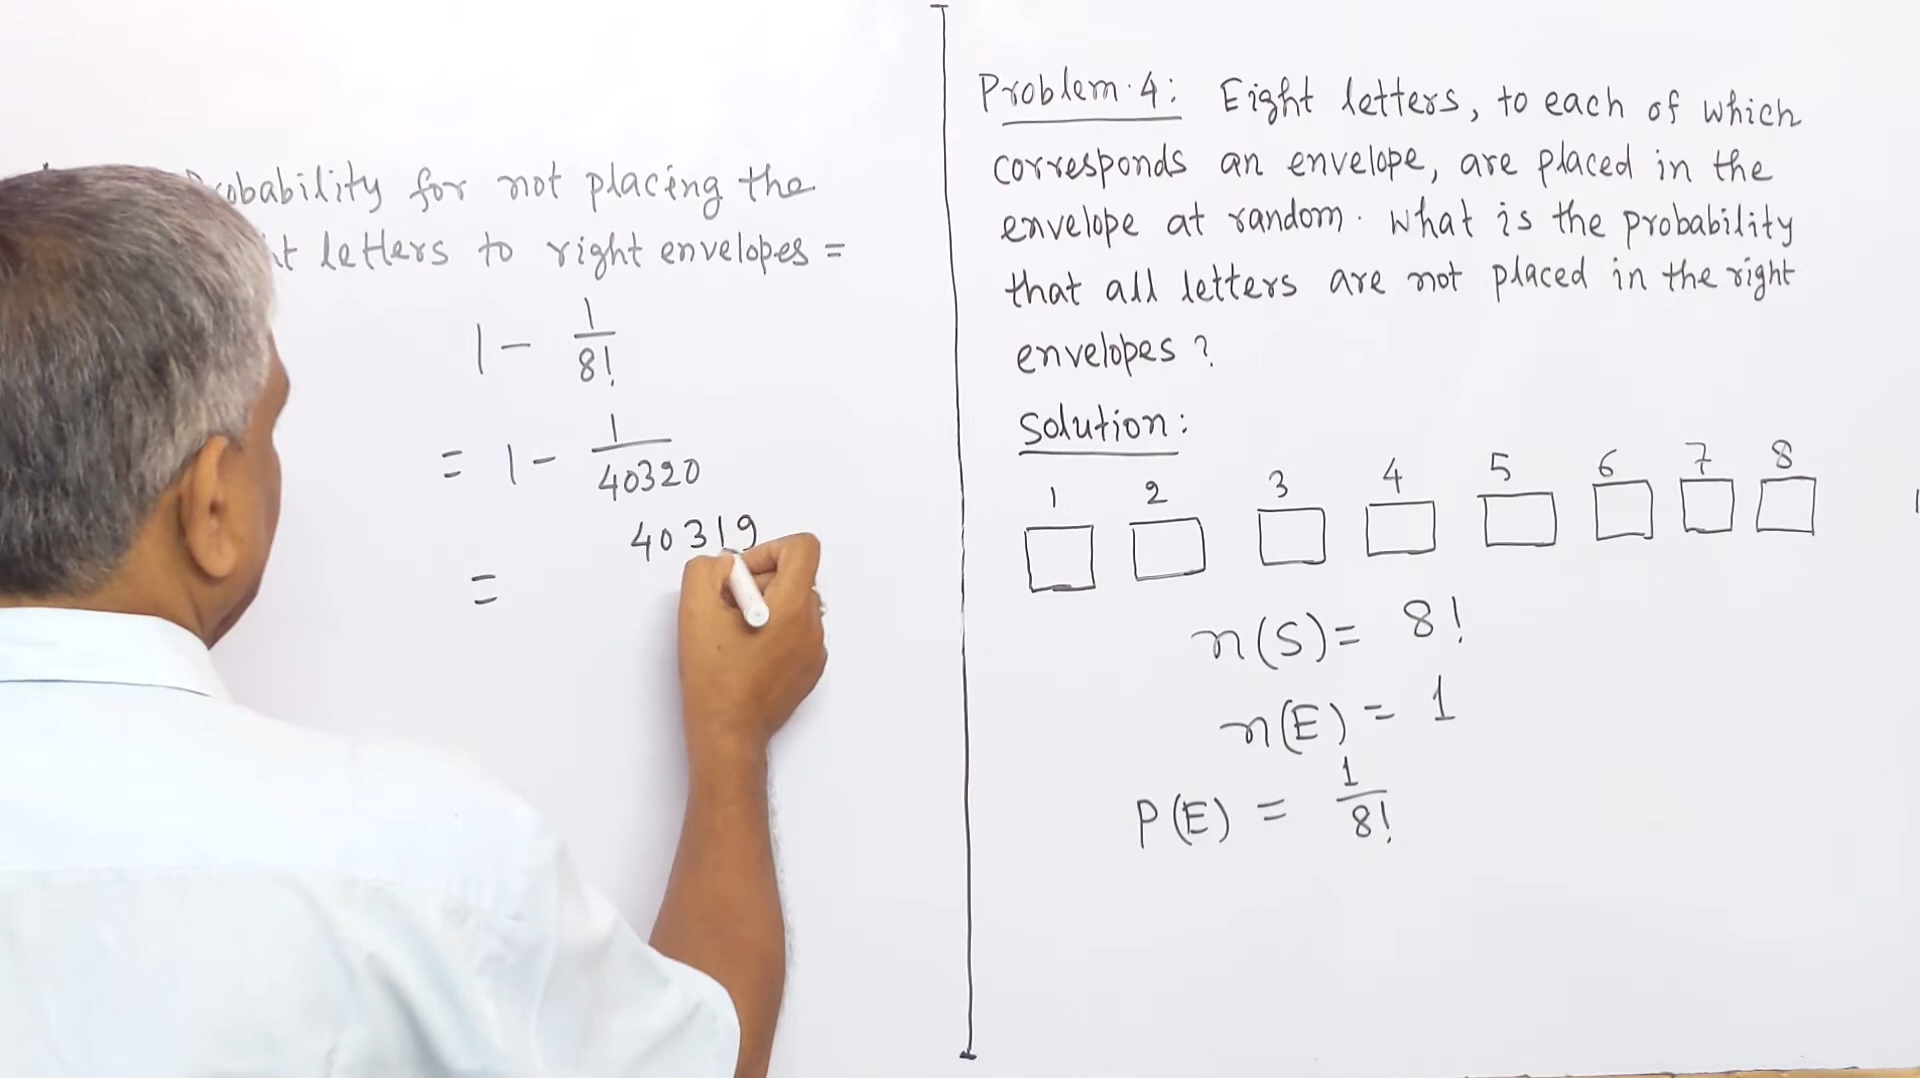 for not placing the
letters to right envelopes =
1 - 1/8!
= 1 - 1/40320
40319
=
Problem.4: Eight letters, to each of which
corresponds an envelope, are placed in the
envelope at random. What is the probability
that all letters are not placed in the right
envelopes?
Solution:
1 2 3 4 5 6 7 8
n(S) = 8!
n(E) = 1
P(E) = 1/8!